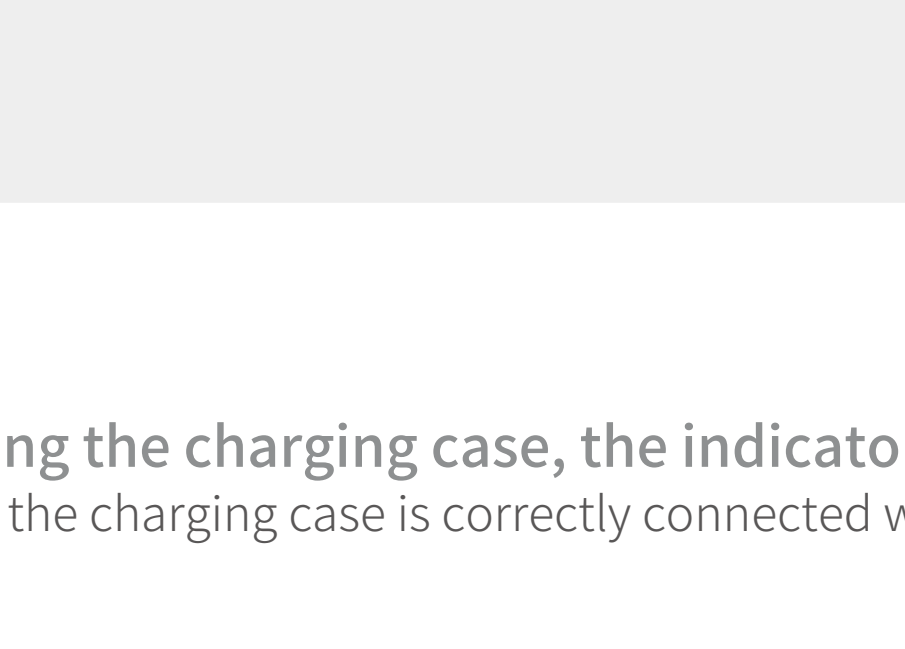 ng the charging case, the indicato
the charging case is correctly connected w